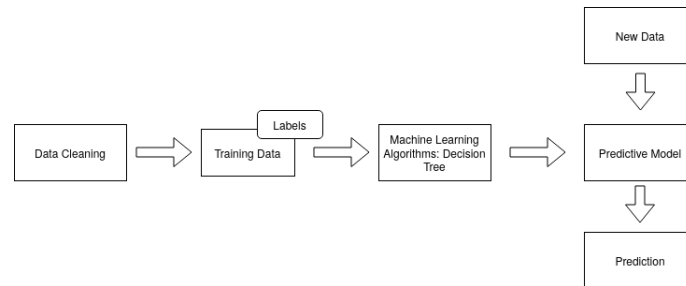 New Data
Labels
Data Cleaning
Training Data
Machine Learning
Algorithms: Decision
Tree
Predictive Model
Prediction